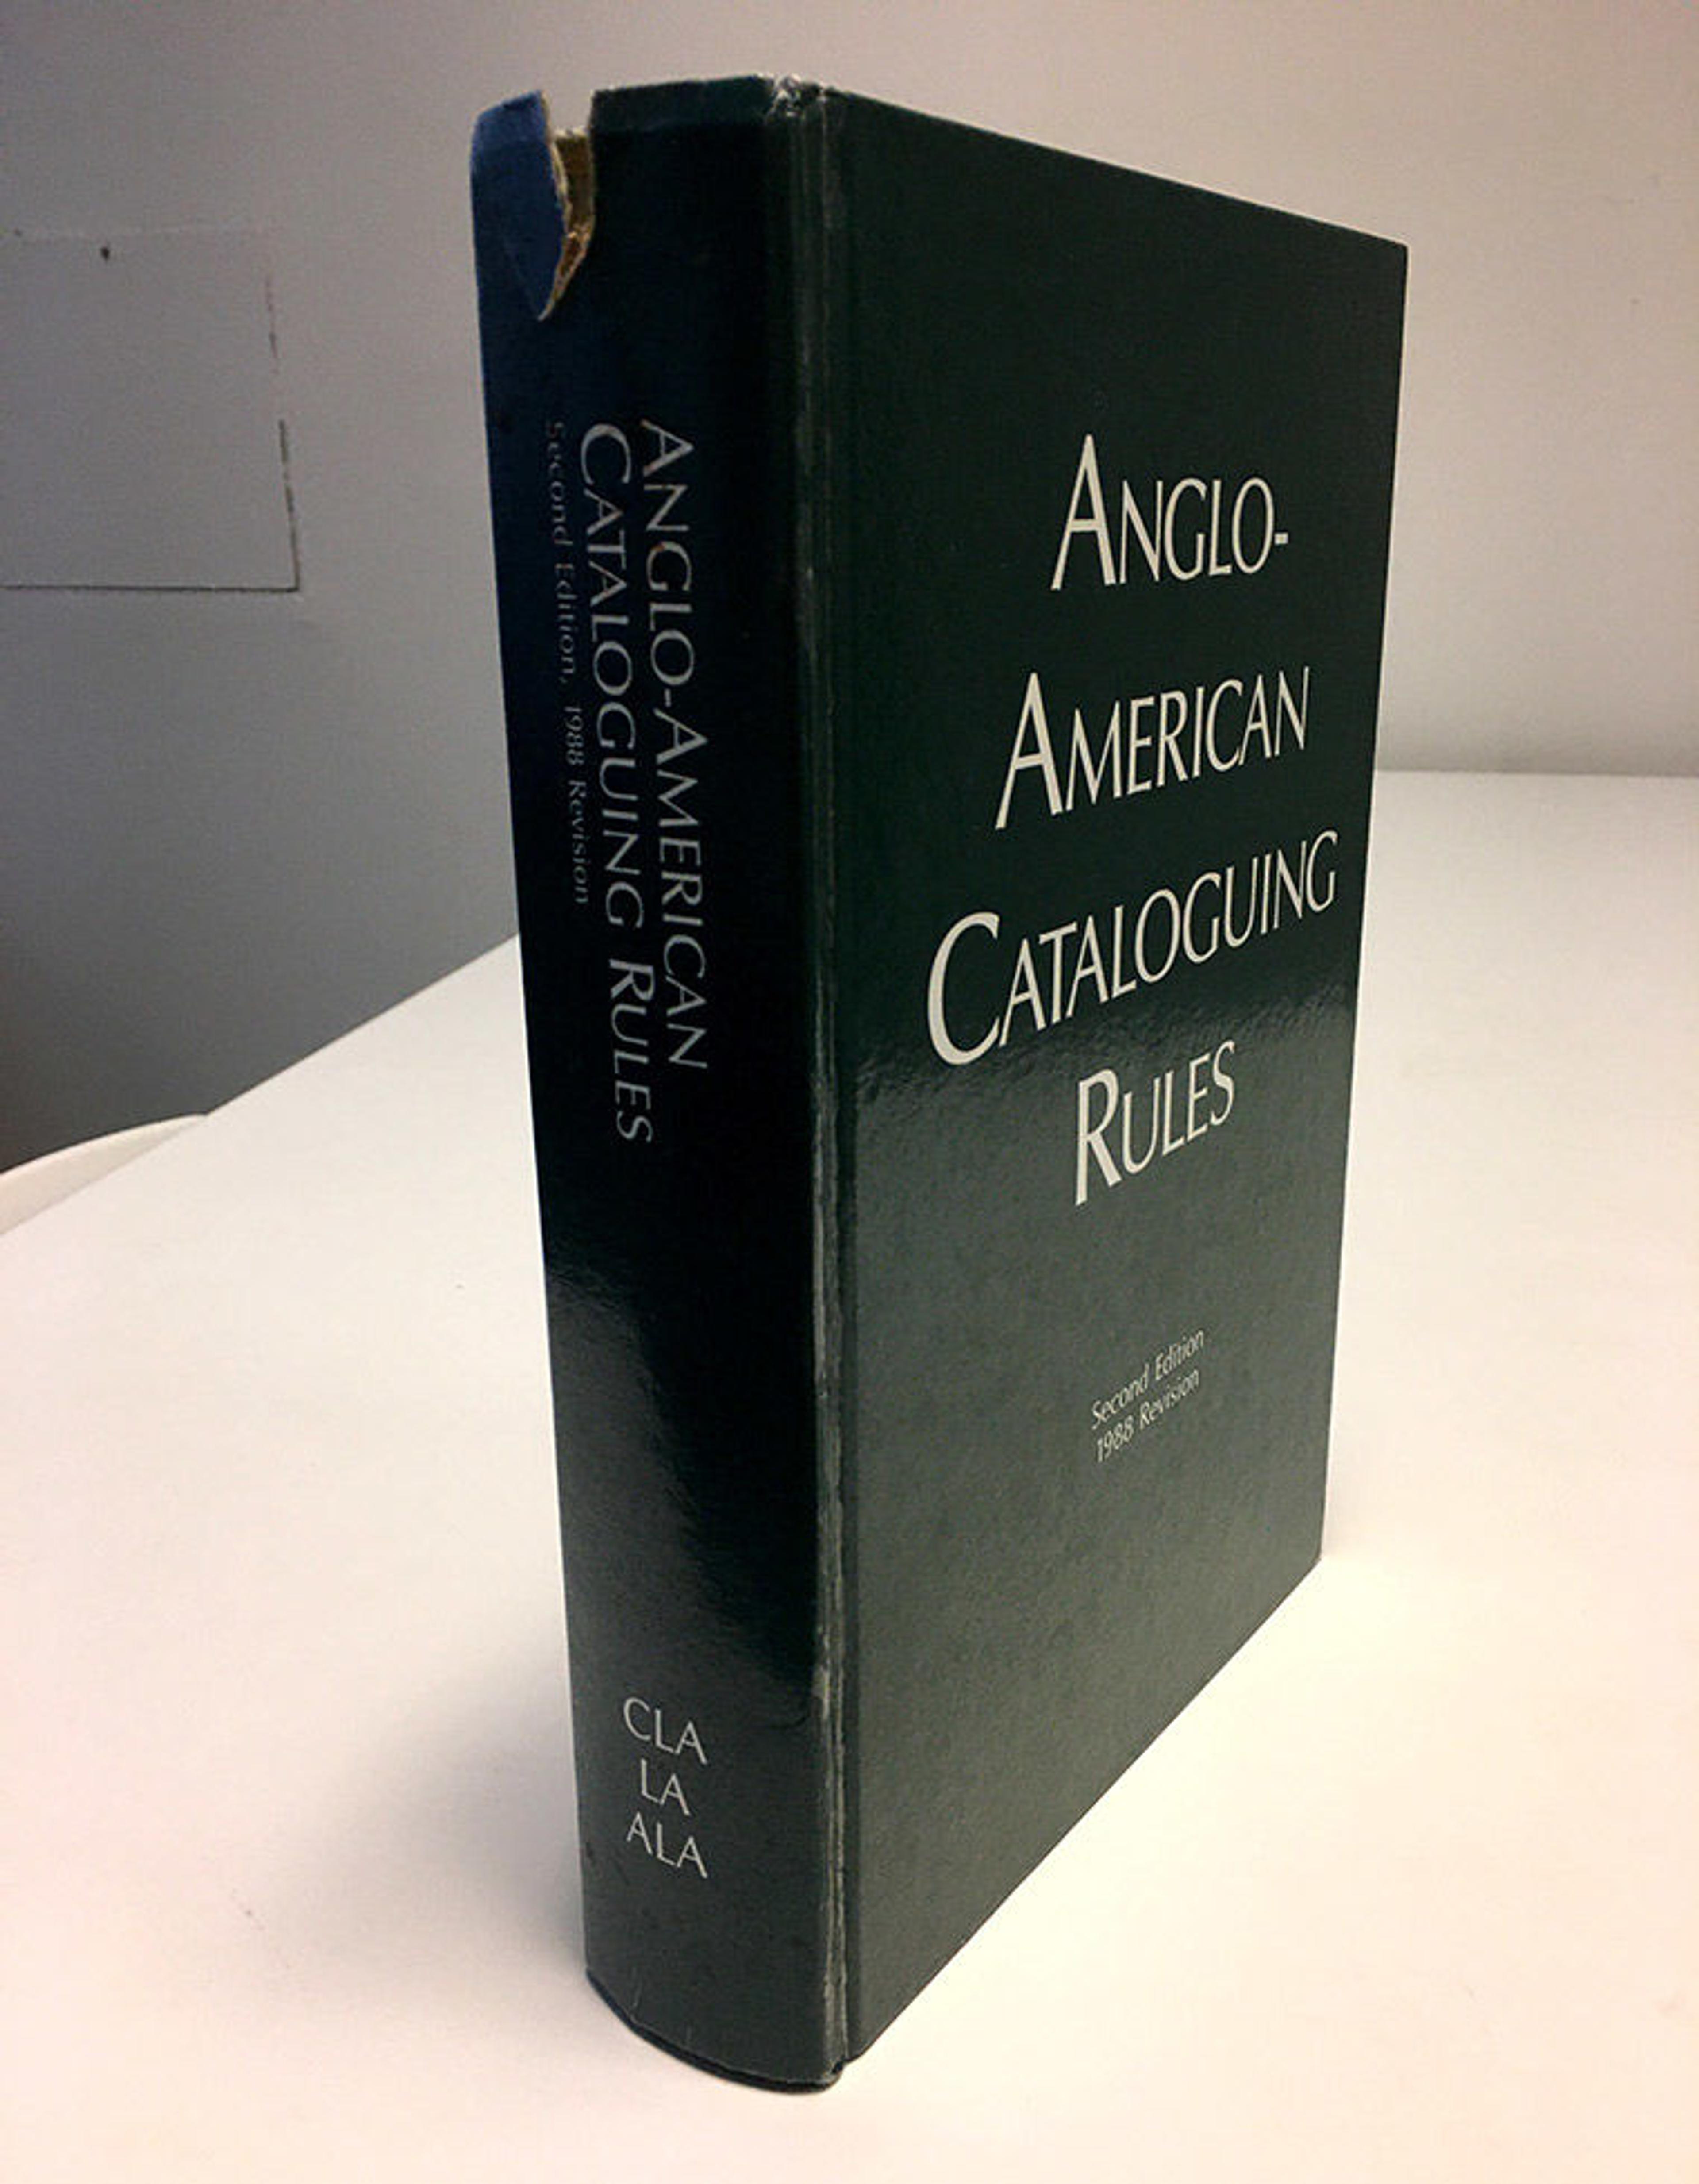 ANGLO-AMERICAN
CATALOGUING RULES
Second Edition, 1988 Revision
CLA
LA
ALA
ANGLO-
AMERICAN
CATALOGUING
RULES
Second Edition
1988 Revision